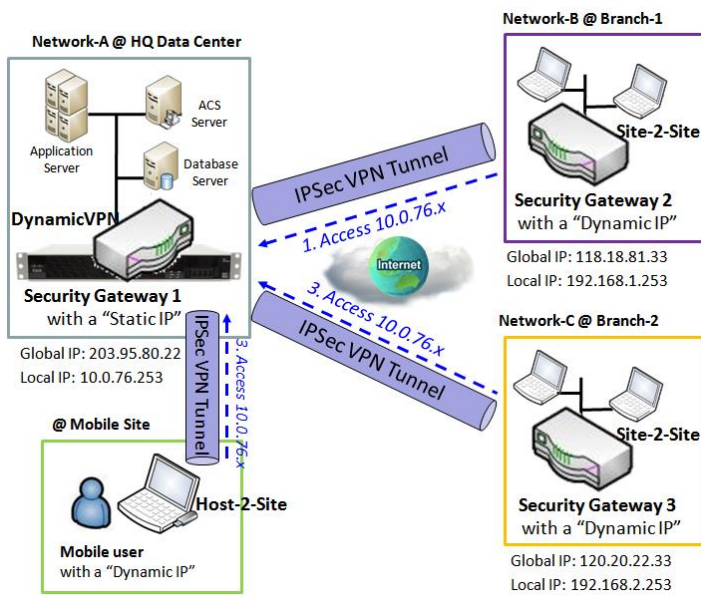 Network-A @ HQ Data Center
Application
Server
ACS
Server
Database
Server
DynamicVPN
Security Gateway 1
with a “Static IP”
Global IP: 203.95.80.22
Local IP: 10.0.76.253
IPSec VPN Tunnel
1. Access 10.0.76.x
Internet
3. Access 10.0.76.x
IPSec VPN Tunnel
IPSec VPN Tunnel
3. Access 10.0.76.x
@ Mobile Site
Host-2-Site
Mobile user
with a “Dynamic IP”
Network-B @ Branch-1
Site-2-Site
Security Gateway 2
with a “Dynamic IP”
Global IP: 118.18.81.33
Local IP: 192.168.1.253
Network-C @ Branch-2
Site-2-Site
Security Gateway 3
with a “Dynamic IP”
Global IP: 120.20.22.33
Local IP: 192.168.2.253